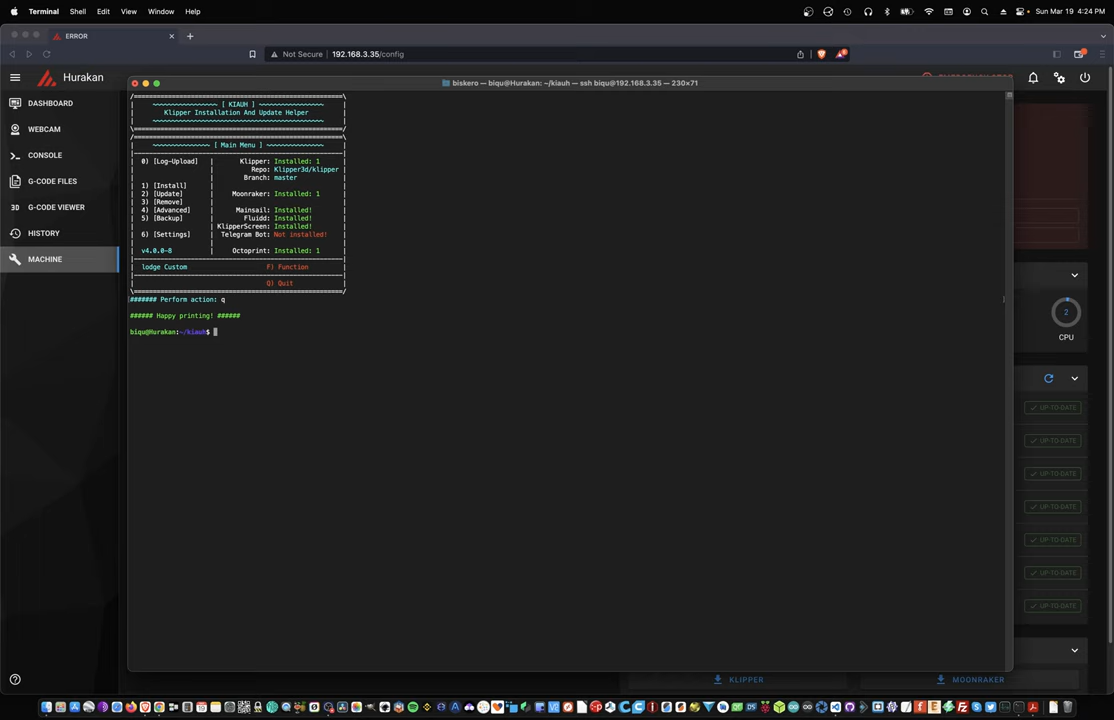 Terminal Shell Edit View Window Help Sun Mar 19 4:24 PM
ERROR
Not Secure 192.168.3.35/config
Hurakan
biskero — biqu@Hurakan: ~/kiauh — ssh biqu@192.168.3.35 — 230×71
DASHBOARD
WEBCAM
CONSOLE
G-CODE FILES
G-CODE VIEWER
HISTORY
MACHINE
/=======================================================\
| ~~~~~~~~~~~~~~~~~ [ KIAUH ] ~~~~~~~~~~~~~~~~~ |
| Klipper Installation And Update Helper |
| ~~~~~~~~~~~~~~~~~~~~~~~~~~~~~~~~~~~~~~~~~~~~~ |
\=======================================================/
/=======================================================\
| ~~~~~~~~~~~~~~~ [ Main Menu ] ~~~~~~~~~~~~~~~ |
|-------------------------------------------------------|
| 0) [Log-Upload] | Klipper: Installed: 1 |
| | Repo: Klipper3d/klipper |
| 1) [Install] | Branch: master |
| 2) [Update] | Moonraker: Installed: 1 |
| 3) [Remove] | |
| 4) [Advanced] | Mainsail: Installed! |
| 5) [Backup] | Fluidd: Installed! |
| | KlipperScreen: Installed! |
| 6) [Settings] | Telegram Bot: Not installed! |
| | |
| v4.0.0-8 | Octoprint: Installed: 1 |
|-------------------------------------------------------|
| lodge Custom F) Function |
|-------------------------------------------------------|
| Q) Quit |
\=======================================================/
####### Perform action: q
###### Happy printing! ######
biqu@Hurakan:~/kiauh$
2
CPU
UP-TO-DATE
UP-TO-DATE
UP-TO-DATE
UP-TO-DATE
UP-TO-DATE
UP-TO-DATE
UP-TO-DATE
KLIPPER
MOONRAKER